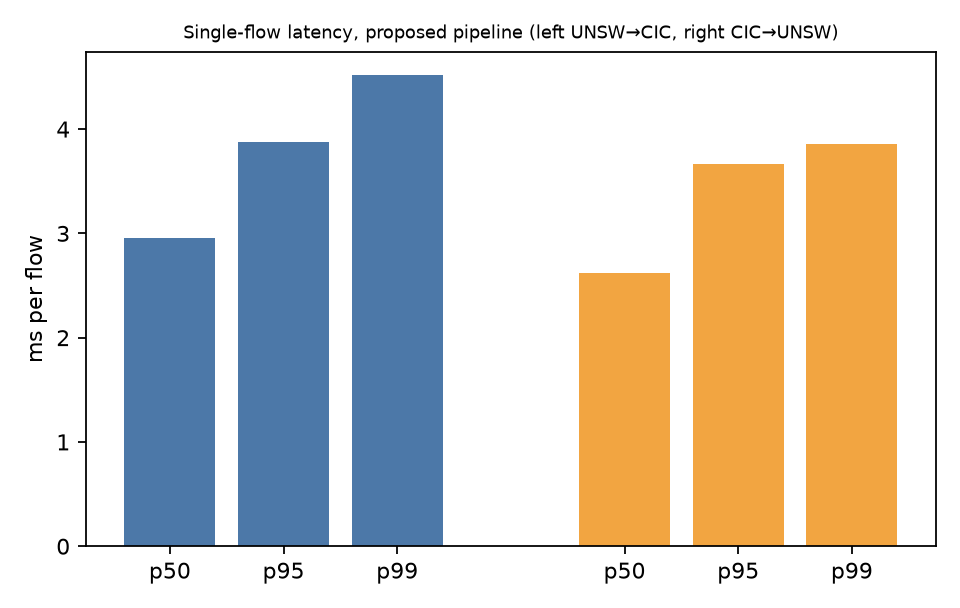 Single-flow latency, proposed pipeline (left UNSW→CIC, right CIC→UNSW)
ms per flow
4
3
2
1
0
p50 p95 p99 p50 p95 p99